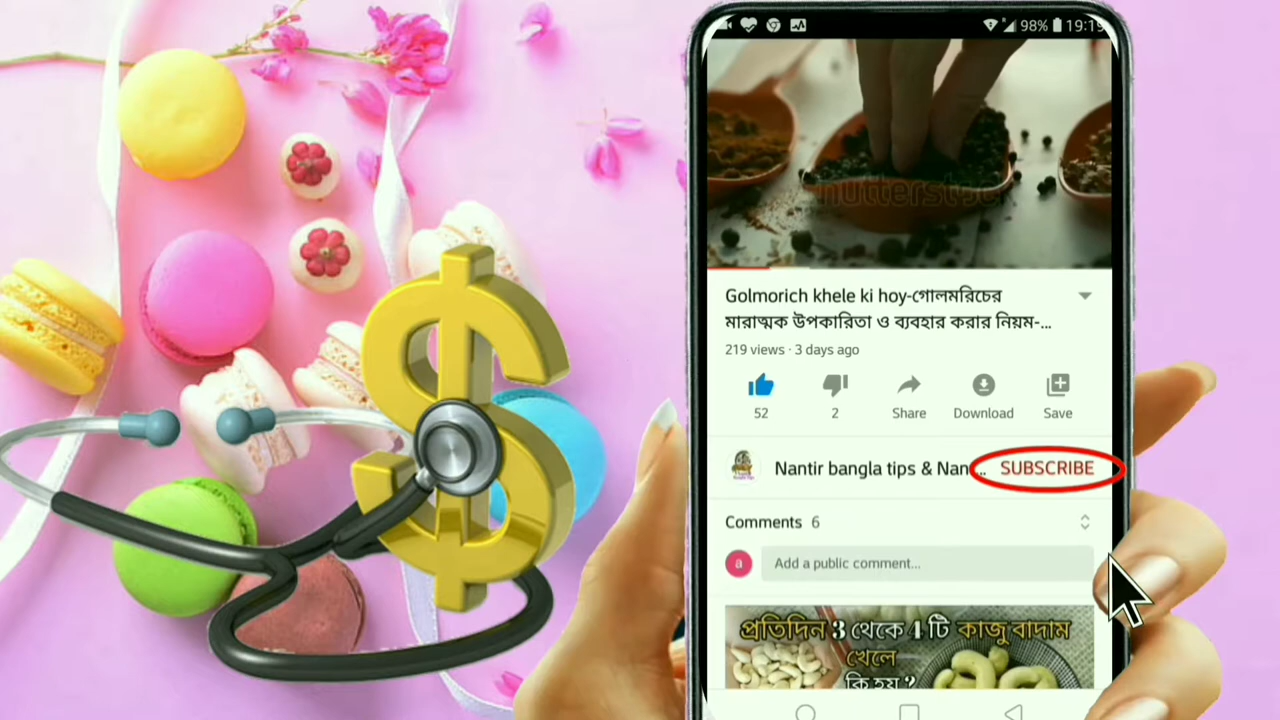 98% 19:19
shutterstock
Golmorich khele ki hoy-গোলমরিচের
মারাত্মক উপকারিতা ও ব্যবহার করার নিয়ম-...
219 views · 3 days ago
52 2 Share Download Save
Nantir bangla tips & Nan... SUBSCRIBE
Comments 6
a Add a public comment...
প্রতিদিন 3 থেকে 4 টি কাজু বাদাম
খেলে
কি হয় ?